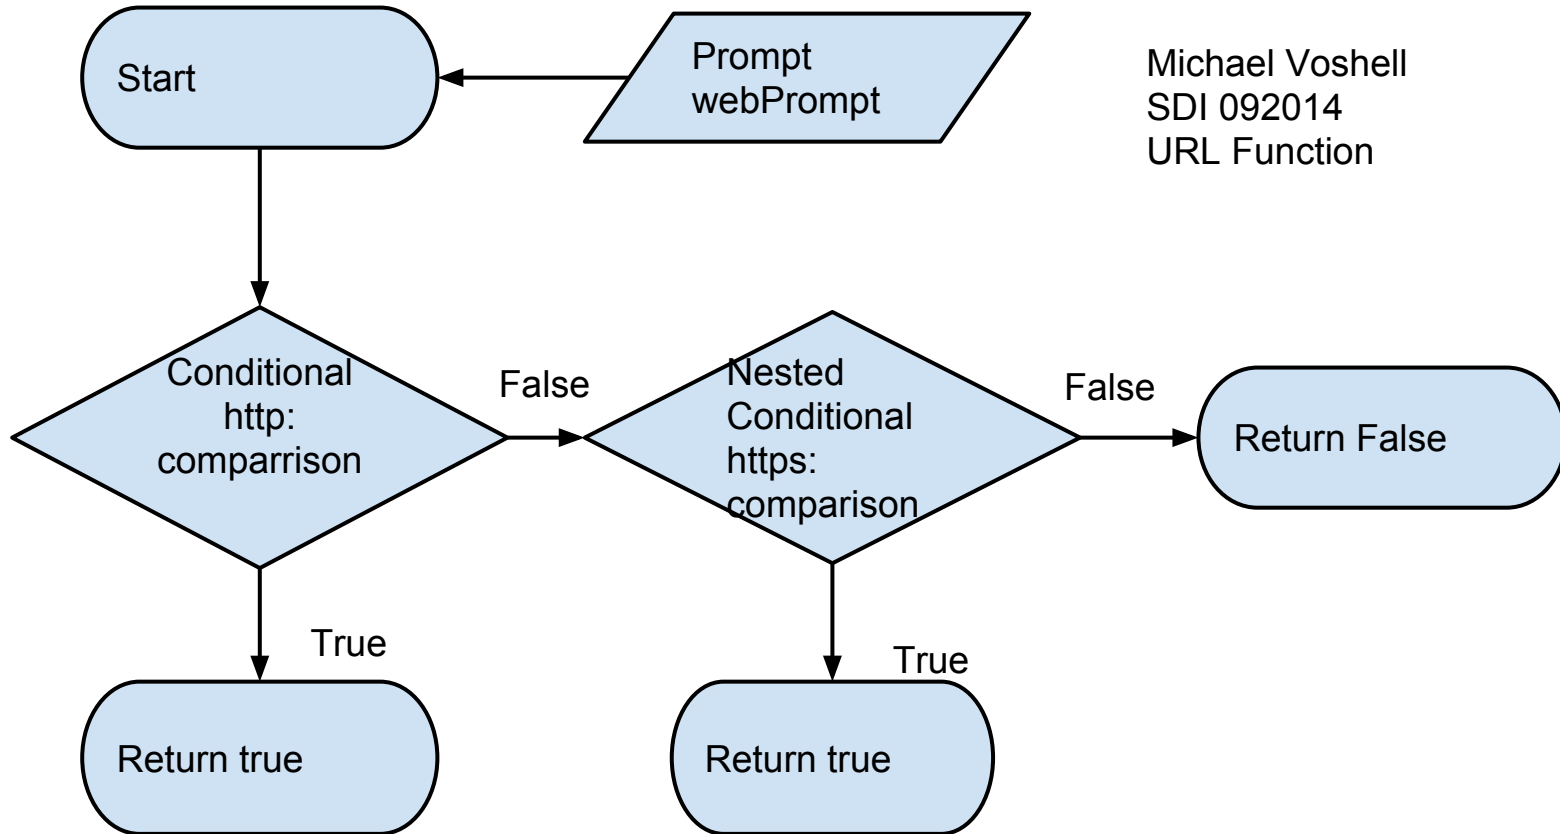 Start
Prompt
webPrompt
Michael Voshell
SDI 092014
URL Function
Conditional
http:
comparrison
False
Nested
Conditional
https:
comparison
False
Return False
True
True
Return true
Return true